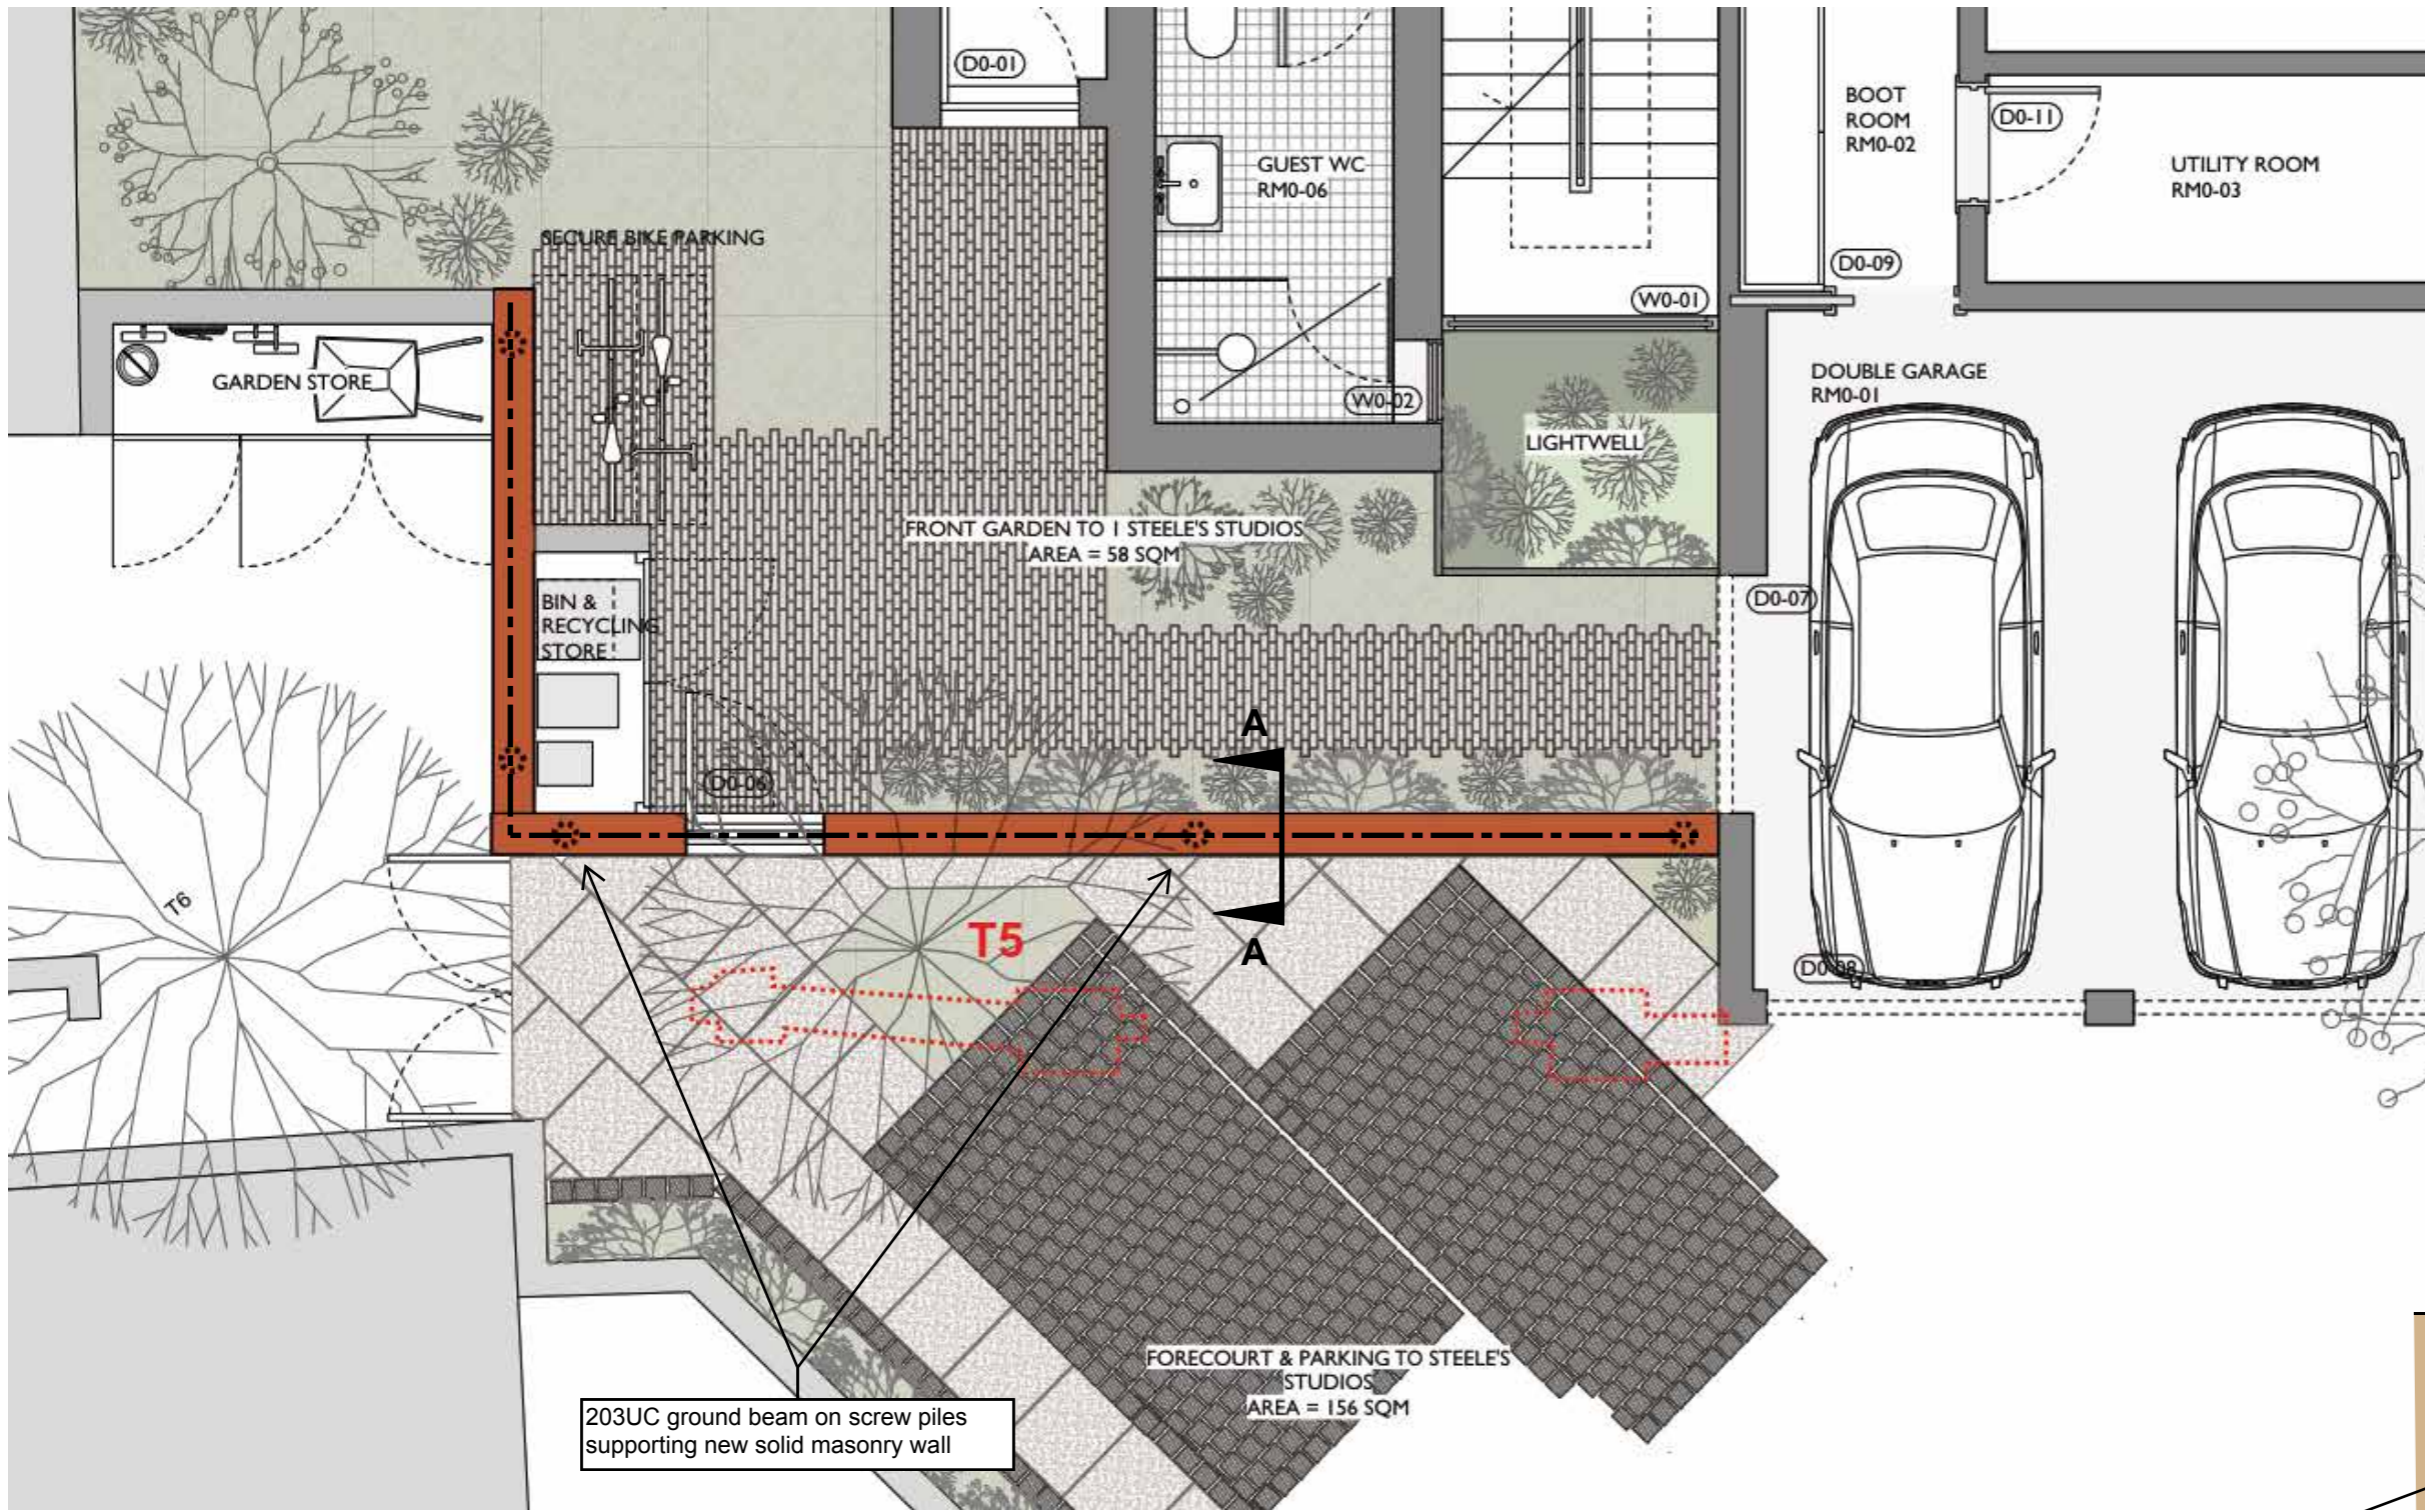 D0-01
GUEST WC
RM0-06
BOOT
ROOM
RM0-02
D0-11
UTILITY ROOM
RM0-03
SECURE BIKE PARKING
D0-09
W0-01
GARDEN STORE
W0-02
DOUBLE GARAGE
RM0-01
LIGHTWELL
FRONT GARDEN TO 1 STEELE'S STUDIOS
AREA = 58 SQM
BIN &
RECYCLING
STORE
D0-07
A
D0-06
T6
T5
A
D0-08
FORECOURT & PARKING TO STEELE'S
STUDIOS
AREA = 156 SQM
203UC ground beam on screw piles
supporting new solid masonry wall